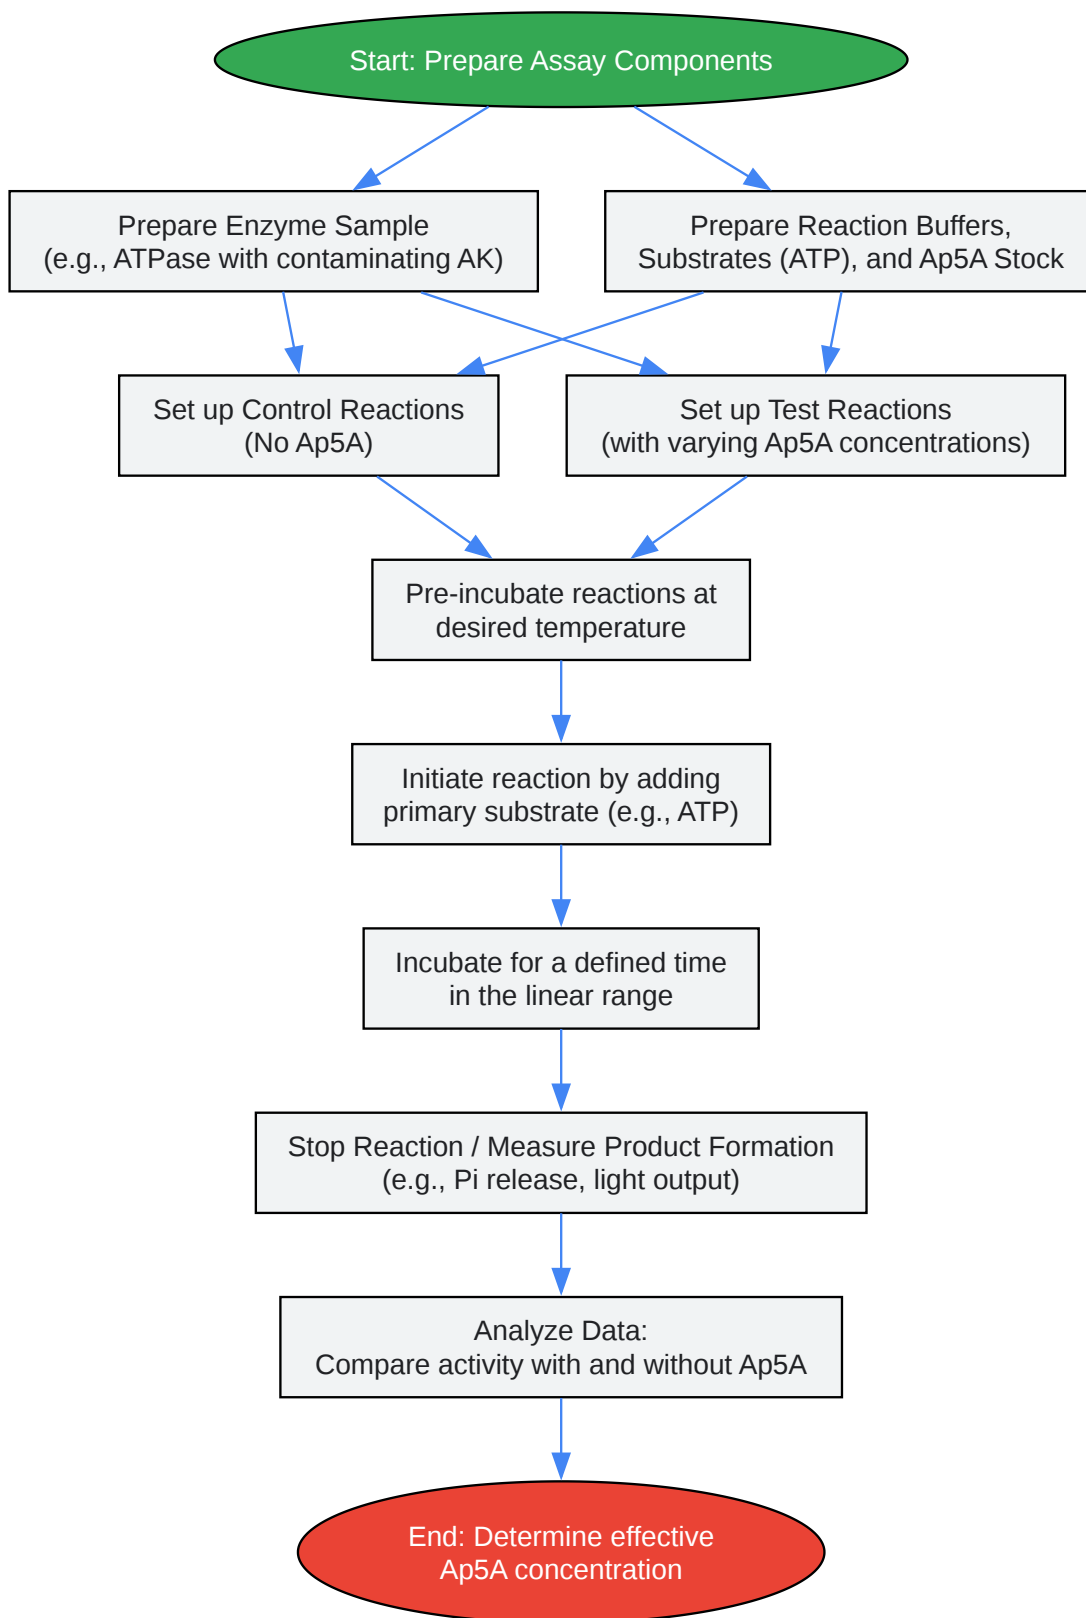 Start: Prepare Assay Components
Prepare Enzyme Sample
(e.g., ATPase with contaminating AK)
Prepare Reaction Buffers,
Substrates (ATP), and Ap5A Stock
Set up Control Reactions
(No Ap5A)
Set up Test Reactions
(with varying Ap5A concentrations)
Pre-incubate reactions at
desired temperature
Initiate reaction by adding
primary substrate (e.g., ATP)
Incubate for a defined time
in the linear range
Stop Reaction / Measure Product Formation
(e.g., Pi release, light output)
Analyze Data:
Compare activity with and without Ap5A
End: Determine effective
Ap5A concentration